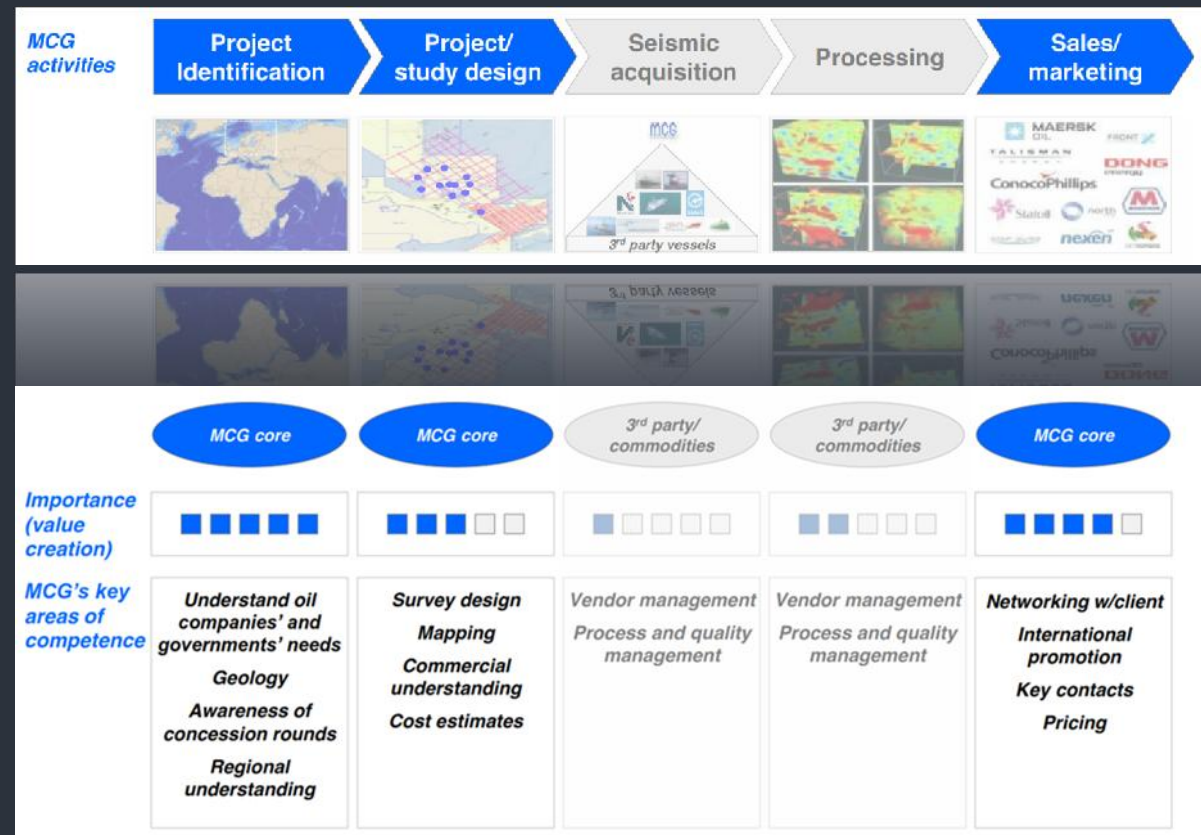 MCG
activities
Project
Identification
Project/
study design
Seismic
acquisition
Processing
Sales/
marketing
MCG
3rd party vessels
MAERSK
OIL
FRONT
TALISMAN
ENERGY
DONG
ConocoPhillips
Statoil
north
MARATHON
nexen
MCG core
MCG core
3rd party/
commodities
3rd party/
commodities
MCG core
Importance
(value
creation)
MCG's key
areas of
competence
Understand oil
companies' and
governments' needs
Geology
Awareness of
concession rounds
Regional
understanding
Survey design
Mapping
Commercial
understanding
Cost estimates
Vendor management
Process and quality
management
Vendor management
Process and quality
management
Networking w/client
International
promotion
Key contacts
Pricing